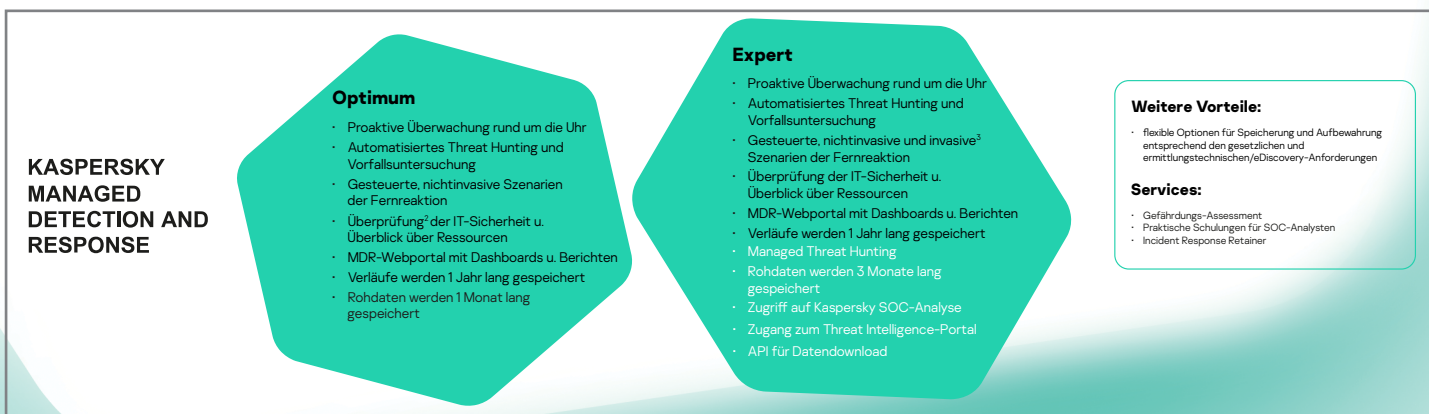 KASPERSKY
MANAGED
DETECTION AND
RESPONSE
Optimum
· Proaktive Überwachung rund um die Uhr
· Automatisiertes Threat Hunting und
Vorfallsuntersuchung
· Gesteuerte, nichtinvasive Szenarien
der Fernreaktion
· Überprüfung² der IT-Sicherheit u.
Überblick über Ressourcen
· MDR-Webportal mit Dashboards u. Berichten
· Verläufe werden 1 Jahr lang gespeichert
· Rohdaten werden 1 Monat lang
gespeichert
Expert
· Proaktive Überwachung rund um die Uhr
· Automatisiertes Threat Hunting und
Vorfallsuntersuchung
· Gesteuerte, nichtinvasive und invasive³
Szenarien der Fernreaktion
· Überprüfung der IT-Sicherheit u.
Überblick über Ressourcen
· MDR-Webportal mit Dashboards u. Berichten
· Verläufe werden 1 Jahr lang gespeichert
· Managed Threat Hunting
· Rohdaten werden 3 Monate lang
gespeichert
· Zugriff auf Kaspersky SOC-Analyse
· Zugang zum Threat Intelligence-Portal
· API für Datendownload
Weitere Vorteile:
· flexible Optionen für Speicherung und Aufbewahrung
entsprechend den gesetzlichen und
ermittlungstechnischen/eDiscovery-Anforderungen
Services:
· Gefährdungs-Assessment
· Praktische Schulungen für SOC-Analysten
· Incident Response Retainer